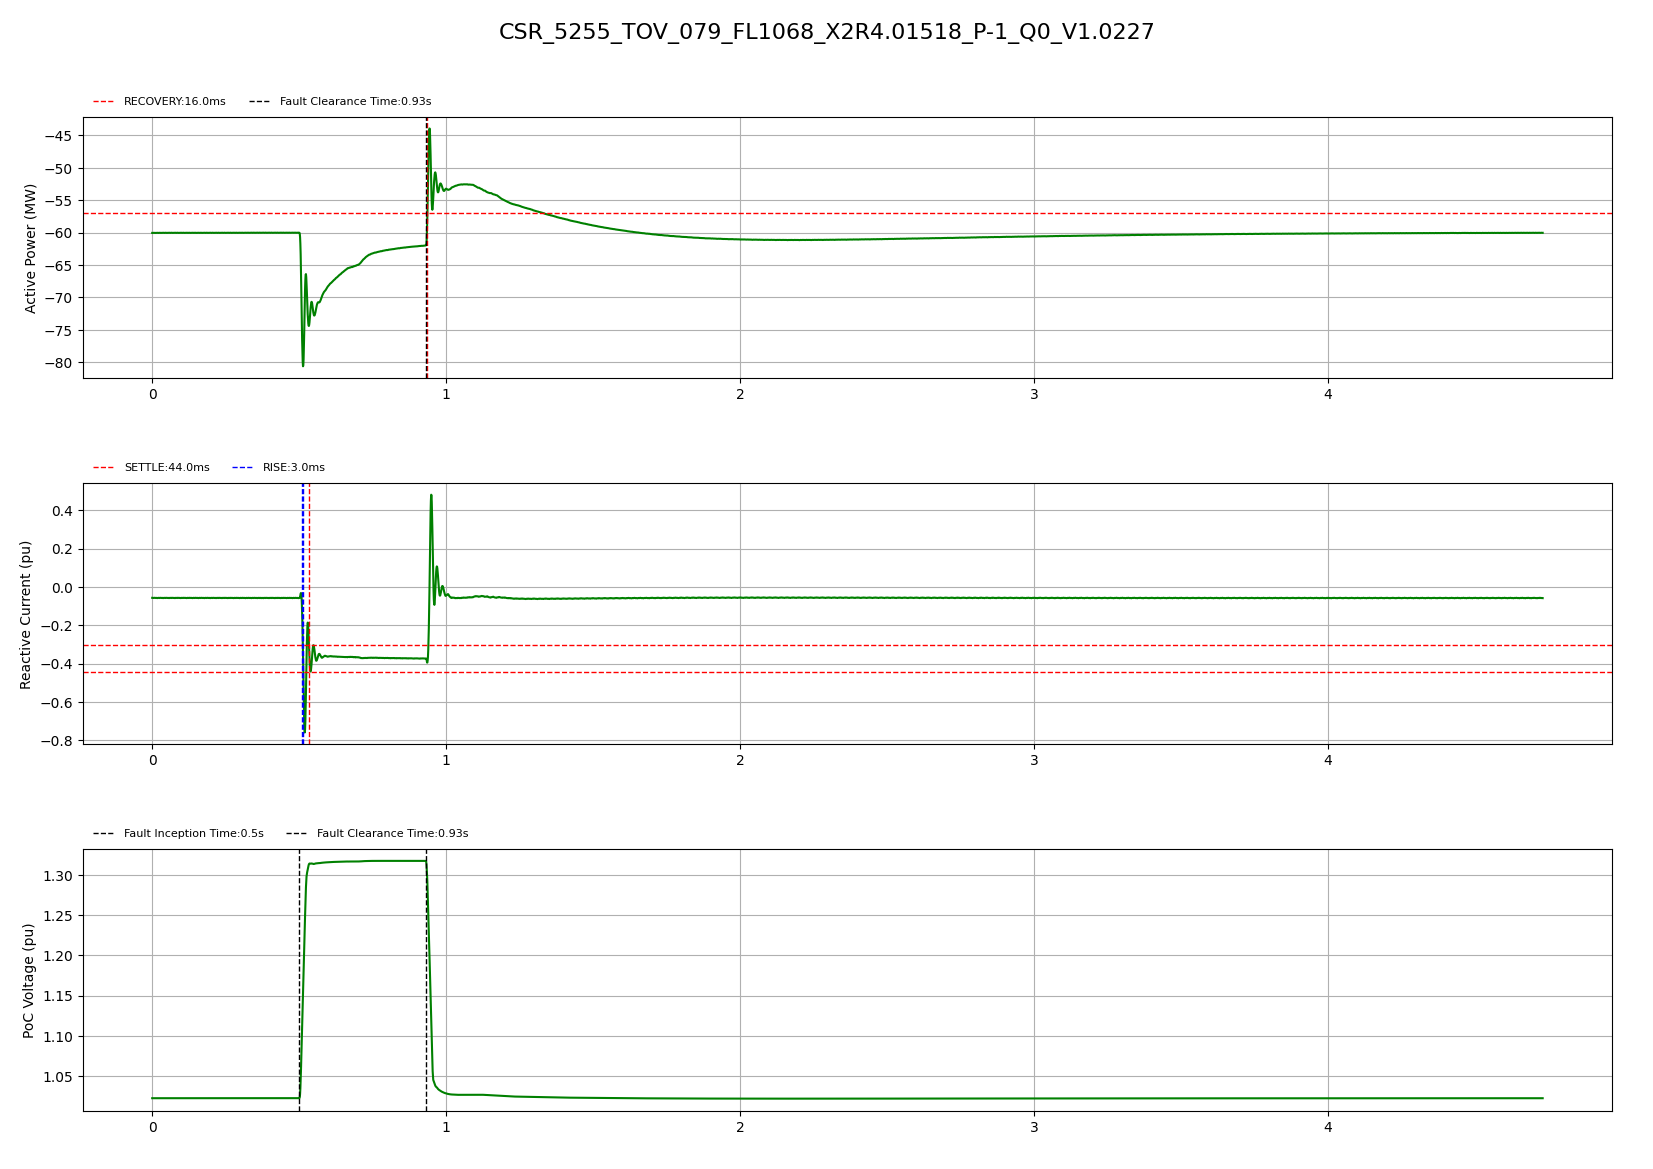 CSR_5255_TOV_079_FL1068_X2R4.01518_P-1_Q0_V1.0227
RECOVERY:16.0ms Fault Clearance Time:0.93s
Active Power (MW)
−45
−50
−55
−60
−65
−70
−75
−80
0 1 2 3 4
SETTLE:44.0ms RISE:3.0ms
Reactive Current (pu)
0.4
0.2
0.0
−0.2
−0.4
−0.6
−0.8
0 1 2 3 4
Fault Inception Time:0.5s Fault Clearance Time:0.93s
PoC Voltage (pu)
1.30
1.25
1.20
1.15
1.10
1.05
0 1 2 3 4